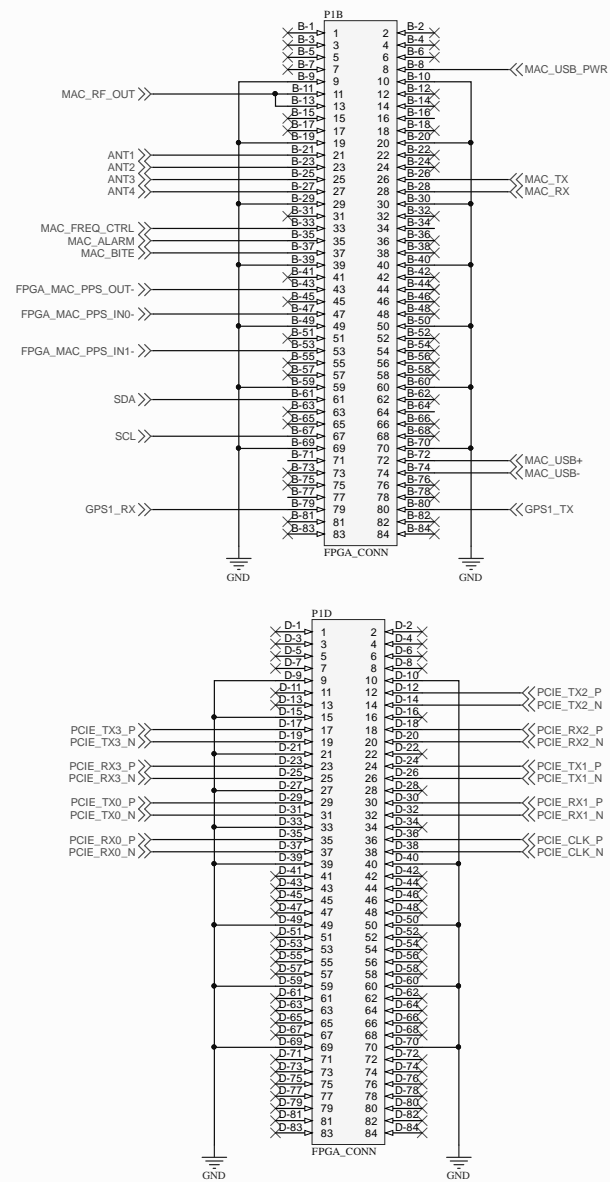 P1B
B-1 1 2 B-2
B-3 3 4 B-4
B-5 5 6 B-6
B-7 7 8 B-8 MAC_USB_PWR
B-9 9 10 B-10
MAC_RF_OUT B-11 11 12 B-12
B-13 13 14 B-14
B-15 15 16 B-16
B-17 17 18 B-18
B-19 19 20 B-20
ANT1 B-21 21 22 B-22
ANT2 B-23 23 24 B-24
ANT3 B-25 25 26 B-26 MAC_TX
ANT4 B-27 27 28 B-28 MAC_RX
B-29 29 30 B-30
B-31 31 32 B-32
MAC_FREQ_CTRL B-33 33 34 B-34
MAC_ALARM B-35 35 36 B-36
MAC_BITE B-37 37 38 B-38
B-39 39 40 B-40
B-41 41 42 B-42
FPGA_MAC_PPS_OUT- B-43 43 44 B-44
B-45 45 46 B-46
FPGA_MAC_PPS_IN0- B-47 47 48 B-48
B-49 49 50 B-50
B-51 51 52 B-52
FPGA_MAC_PPS_IN1- B-53 53 54 B-54
B-55 55 56 B-56
B-57 57 58 B-58
B-59 59 60 B-60
SDA B-61 61 62 B-62
B-63 63 64 B-64
B-65 65 66 B-66
SCL B-67 67 68 B-68
B-69 69 70 B-70
B-71 71 72 B-72 MAC_USB+
B-73 73 74 B-74 MAC_USB-
B-75 75 76 B-76
B-77 77 78 B-78
GPS1_RX B-79 79 80 B-80 GPS1_TX
B-81 81 82 B-82
B-83 83 84 B-84
FPGA_CONN
GND GND
P1D
D-1 1 2 D-2
D-3 3 4 D-4
D-5 5 6 D-6
D-7 7 8 D-8
D-9 9 10 D-10
D-11 11 12 D-12 PCIE_TX2_P
D-13 13 14 D-14 PCIE_TX2_N
D-15 15 16 D-16
PCIE_TX3_P D-17 17 18 D-18 PCIE_RX2_P
PCIE_TX3_N D-19 19 20 D-20 PCIE_RX2_N
D-21 21 22 D-22
PCIE_RX3_P D-23 23 24 D-24 PCIE_TX1_P
PCIE_RX3_N D-25 25 26 D-26 PCIE_TX1_N
D-27 27 28 D-28
PCIE_TX0_P D-29 29 30 D-30 PCIE_RX1_P
PCIE_TX0_N D-31 31 32 D-32 PCIE_RX1_N
D-33 33 34 D-34
PCIE_RX0_P D-35 35 36 D-36 PCIE_CLK_P
PCIE_RX0_N D-37 37 38 D-38 PCIE_CLK_N
D-39 39 40 D-40
D-41 41 42 D-42
D-43 43 44 D-44
D-45 45 46 D-46
D-47 47 48 D-48
D-49 49 50 D-50
D-51 51 52 D-52
D-53 53 54 D-54
D-55 55 56 D-56
D-57 57 58 D-58
D-59 59 60 D-60
D-61 61 62 D-62
D-63 63 64 D-64
D-65 65 66 D-66
D-67 67 68 D-68
D-69 69 70 D-70
D-71 71 72 D-72
D-73 73 74 D-74
D-75 75 76 D-76
D-77 77 78 D-78
D-79 79 80 D-80
D-81 81 82 D-82
D-83 83 84 D-84
FPGA_CONN
GND GND